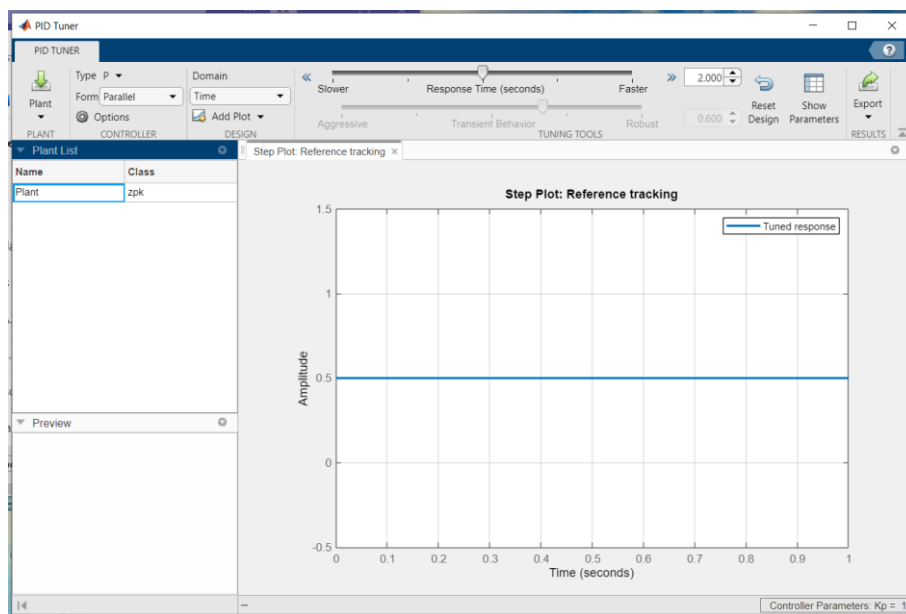 PID Tuner
PID TUNER
Plant
PLANT
Type P
Form Parallel
Options
CONTROLLER
Domain
Time
Add Plot
DESIGN
Slower Response Time (seconds) Faster 2.000
Aggressive Transient Behavior Robust 0.600
TUNING TOOLS
Reset Design
Show Parameters
Export
RESULTS
Plant List
Name Class
Plant zpk
Preview
Step Plot: Reference tracking
Step Plot: Reference tracking
Tuned response
1.5
1
0.5
0
-0.5
Amplitude
0 0.1 0.2 0.3 0.4 0.5 0.6 0.7 0.8 0.9 1
Time (seconds)
Controller Parameters: Kp = 1